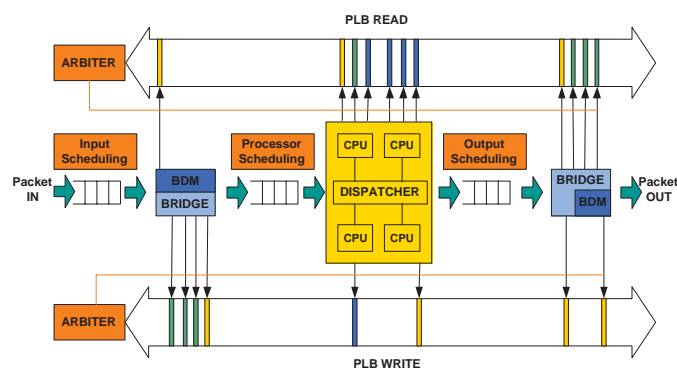 PLB READ
ARBITER
Input
Scheduling
Processor
Scheduling
CPU
CPU
Output
Scheduling
Packet
IN
BDM
BRIDGE
DISPATCHER
BRIDGE
BDM
Packet
OUT
CPU
CPU
ARBITER
PLB WRITE